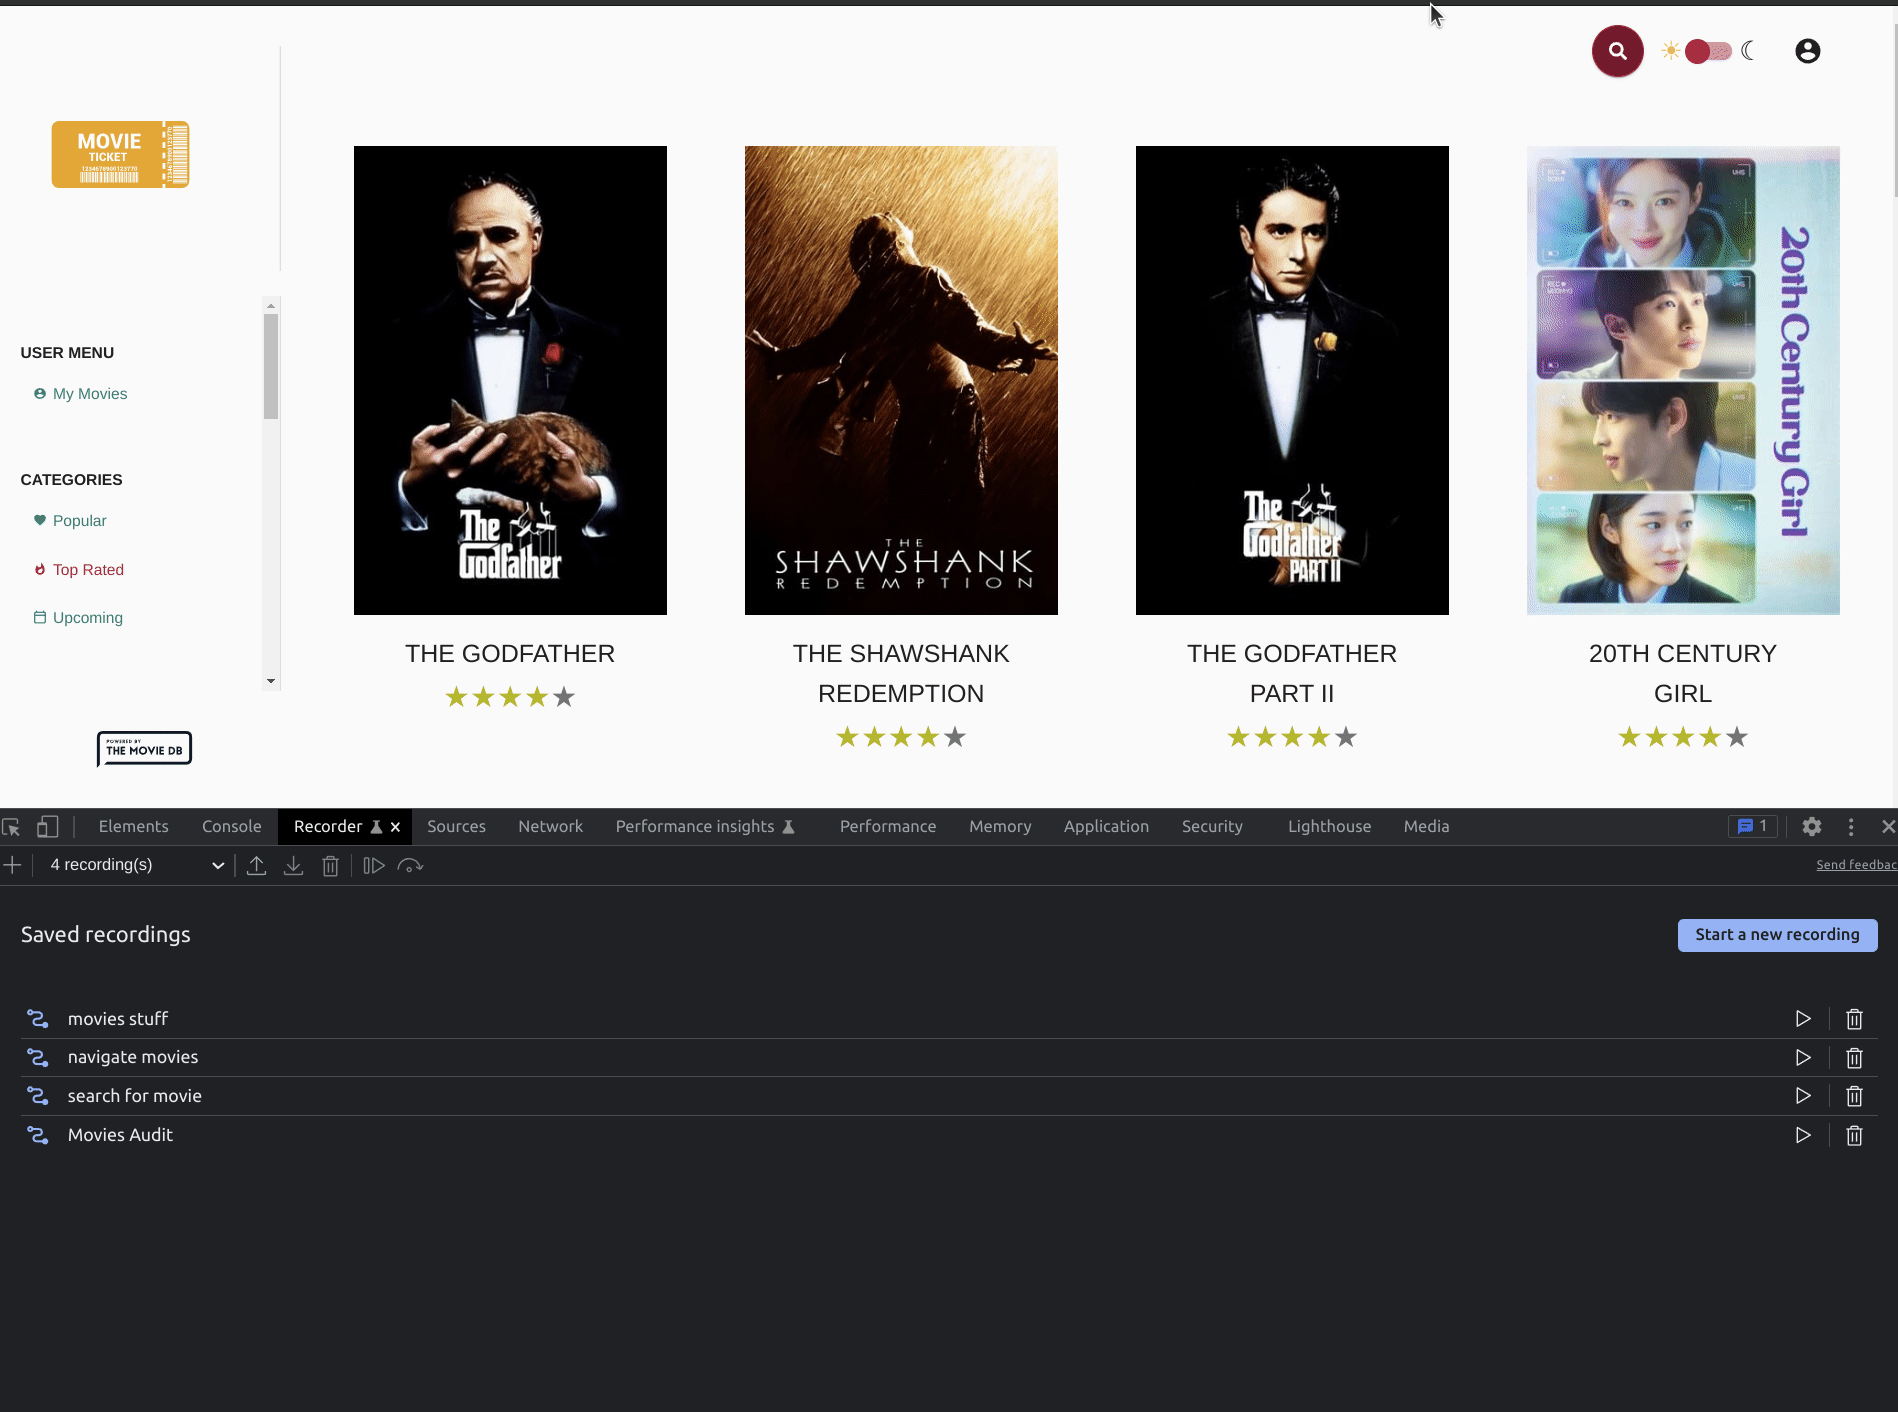 MOVIE
TICKET
USER MENU
My Movies
CATEGORIES
Popular
Top Rated
Upcoming
POWERED BY
THE MOVIE DB
The
Godfather
THE GODFATHER
THE
SHAWSHANK
REDEMPTION
THE SHAWSHANK
REDEMPTION
The
Godfather
PART II
THE GODFATHER
PART II
20th Century Girl
20TH CENTURY
GIRL
Elements Console Recorder Sources Network Performance insights Performance Memory Application Security Lighthouse Media 1
4 recording(s) Send feedbac
Saved recordings Start a new recording
movies stuff
navigate movies
search for movie
Movies Audit